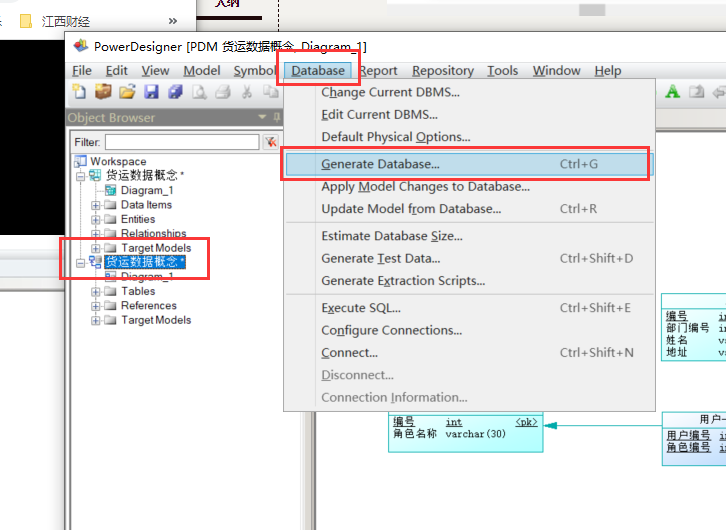 大纲
江西财经
»
PowerDesigner [PDM 货运数据概念, Diagram_1]
File Edit View Model Symbol Database Report Repository Tools Window Help
Object Browser
Filter:
Workspace
货运数据概念 *
Diagram_1
Data Items
Entities
Relationships
Target Models
货运数据概念 *
Diagram_1
Tables
References
Target Models
Change Current DBMS...
Edit Current DBMS...
Default Physical Options...
Generate Database... Ctrl+G
Apply Model Changes to Database...
Update Model from Database... Ctrl+R
Estimate Database Size...
Generate Test Data... Ctrl+Shift+D
Generate Extraction Scripts...
Execute SQL... Ctrl+Shift+E
Configure Connections...
Connect... Ctrl+Shift+N
Disconnect...
Connection Information...
编号
部门编号
姓名
地址
编号 int <pk>
角色名称 varchar(30)
用户
用户编号
角色编号